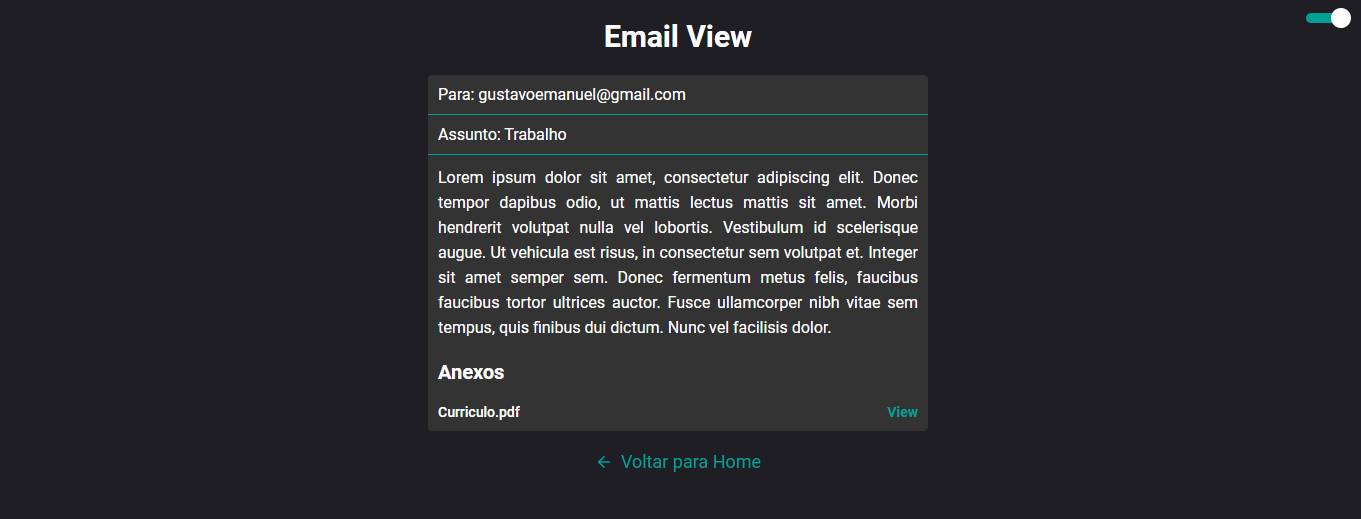 Email View
Para: gustavoemanuel@gmail.com
Assunto: Trabalho
Lorem ipsum dolor sit amet, consectetur adipiscing elit. Donec
tempor dapibus odio, ut mattis lectus mattis sit amet. Morbi
hendrerit volutpat nulla vel lobortis. Vestibulum id scelerisque
augue. Ut vehicula est risus, in consectetur sem volutpat et. Integer
sit amet semper sem. Donec fermentum metus felis, faucibus
faucibus tortor ultrices auctor. Fusce ullamcorper nibh vitae sem
tempus, quis finibus dui dictum. Nunc vel facilisis dolor.
Anexos
Curriculo.pdf View
Voltar para Home